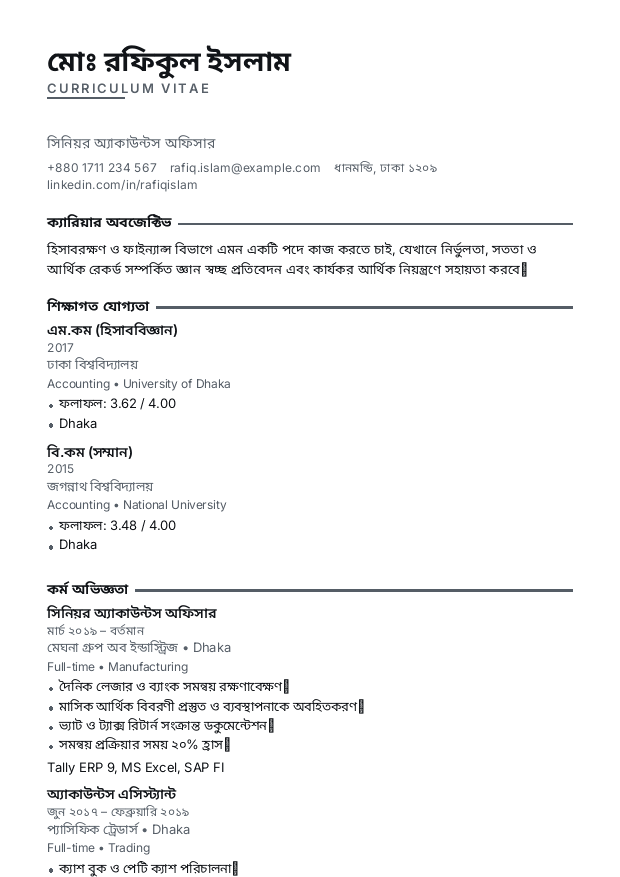 মোঃ রফিকুল ইসলাম
CURRICULUM VITAE
সিনিয়র অ্যাকাউন্টস অফিসার
+880 1711 234 567 rafiq.islam@example.com ধানমন্ডি, ঢাকা ১২০৯
linkedin.com/in/rafiqislam
ক্যারিয়ার অবজেক্টিভ
হিসাবরক্ষণ ও ফাইন্যান্স বিভাগে এমন একটি পদে কাজ করতে চাই, যেখানে নির্ভুলতা, সততা ও
আর্থিক রেকর্ড সম্পর্কিত জ্ঞান স্বচ্ছ প্রতিবেদন এবং কার্যকর আর্থিক নিয়ন্ত্রণে সহায়তা করবে
শিক্ষাগত যোগ্যতা
এম.কম (হিসাববিজ্ঞান)
2017
ঢাকা বিশ্ববিদ্যালয়
Accounting • University of Dhaka
• ফলাফল: 3.62 / 4.00
• Dhaka
বি.কম (সম্মান)
2015
জগন্নাথ বিশ্ববিদ্যালয়
Accounting • National University
• ফলাফল: 3.48 / 4.00
• Dhaka
কর্ম অভিজ্ঞতা
সিনিয়র অ্যাকাউন্টস অফিসার
মার্চ ২০১৯ – বর্তমান
মেঘনা গ্রুপ অব ইন্ডাস্ট্রিজ • Dhaka
Full-time • Manufacturing
• দৈনিক লেজার ও ব্যাংক সমন্বয় রক্ষণাবেক্ষণ
• মাসিক আর্থিক বিবরণী প্রস্তুত ও ব্যবস্থাপনাকে অবহিতকরণ
• ভ্যাট ও ট্যাক্স রিটার্ন সংক্রান্ত ডকুমেন্টেশন
• সমন্বয় প্রক্রিয়ার সময় ২০% হ্রাস
Tally ERP 9, MS Excel, SAP FI
অ্যাকাউন্টস এসিস্ট্যান্ট
জুন ২০১৭ – ফেব্রুয়ারি ২০১৯
প্যাসিফিক ট্রেডার্স • Dhaka
Full-time • Trading
• ক্যাশ বুক ও পেটি ক্যাশ পরিচালনা